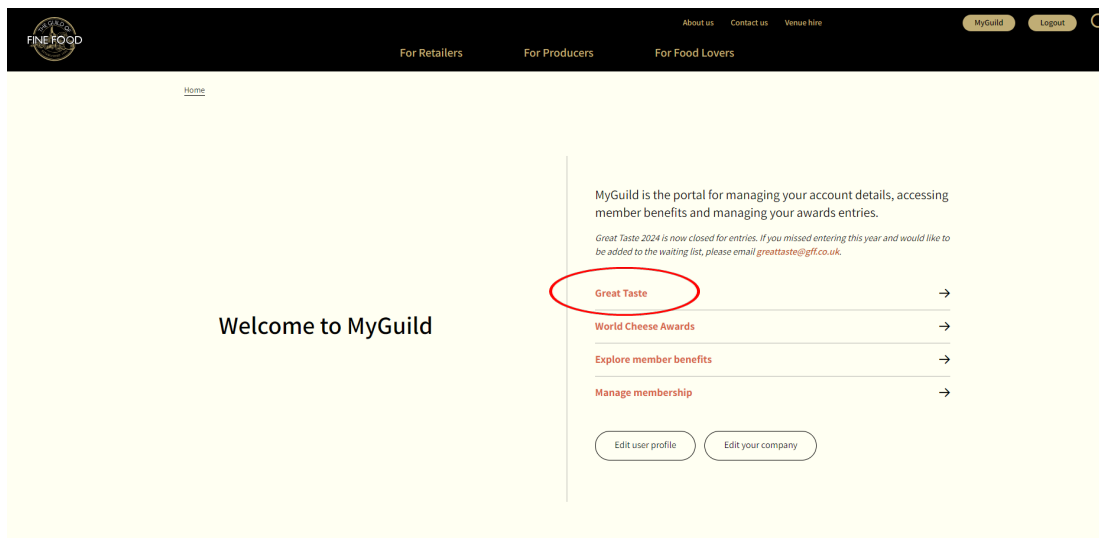 THE GUILD OF
FINE FOOD
About us Contact us Venue hire
MyGuild Logout
For Retailers For Producers For Food Lovers
Home
Welcome to MyGuild
MyGuild is the portal for managing your account details, accessing
member benefits and managing your awards entries.
Great Taste 2024 is now closed for entries. If you missed entering this year and would like to
be added to the waiting list, please email greattaste@gff.co.uk.
Great Taste
World Cheese Awards
Explore member benefits
Manage membership
Edit user profile Edit your company